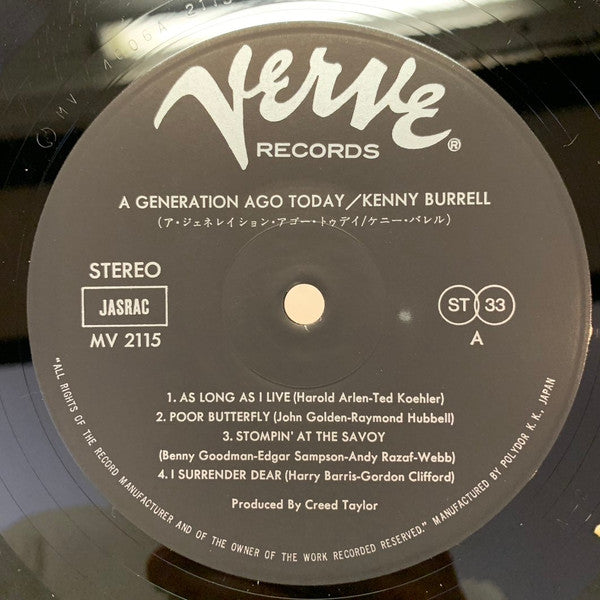 VERVE
RECORDS ®
A GENERATION AGO TODAY/KENNY BURRELL
(ア・ジェネレイション・アゴー・トゥデイ/ケニー・バレル)
STEREO
JASRAC
MV 2115
ST 33
A
1. AS LONG AS I LIVE (Harold Arlen-Ted Koehler)
2. POOR BUTTERFLY (John Golden-Raymond Hubbell)
3. STOMPIN' AT THE SAVOY
(Benny Goodman-Edgar Sampson-Andy Razaf-Webb)
4. I SURRENDER DEAR (Harry Barris-Gordon Clifford)
Produced By Creed Taylor
"ALL RIGHTS OF THE RECORD MANUFACTURER AND OF THE OWNER OF THE WORK RECORDED RESERVED." MANUFACTURED BY POLYDOR K. K., JAPAN